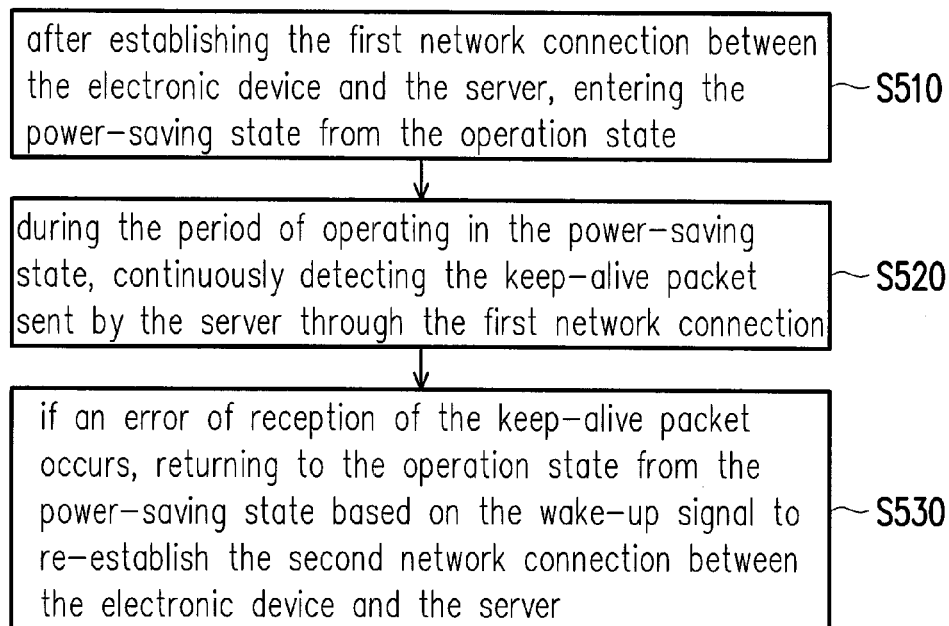 after establishing the first network connection between
the electronic device and the server, entering the
power-saving state from the operation state
S510
during the period of operating in the power-saving
state, continuously detecting the keep-alive packet
sent by the server through the first network connection
S520
if an error of reception of the keep-alive packet
occurs, returning to the operation state from the
power-saving state based on the wake-up signal to
re-establish the second network connection between
the electronic device and the server
S530